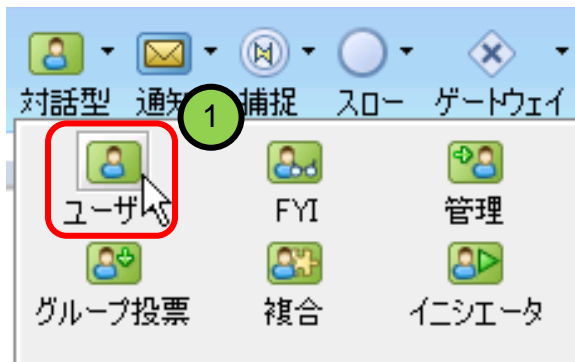 対話型 通知 捕捉 スロー ゲートウェイ
1
ユーザ FYI 管理
グループ投票 複合 イニシエータ